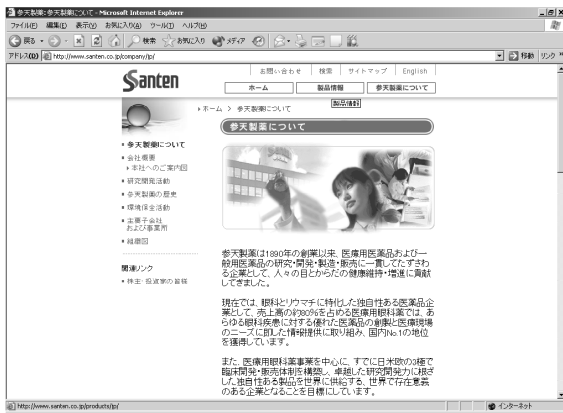 参天製薬:参天製薬について - Microsoft Internet Explorer
ファイル(F) 編集(E) 表示(V) お気に入り(A) ツール(T) ヘルプ(H)
戻る 検索 お気に入り メディア
アドレス(D) http://www.santen.co.jp/company/jp/ 移動 リンク
Santen
お問い合わせ 検索 サイトマップ English
ホーム 製品情報 参天製薬について
製品情報
ホーム > 参天製薬について
参天製薬について
参天製薬について
会社概要
本社へのご案内図
研究開発活動
参天製薬の歴史
環境保全活動
主要子会社
および事業所
組織図
関連リンク
株主・投資家の皆様
参天製薬は1890年の創業以来、医療用医薬品および一
般用医薬品の研究・開発・製造・販売に一貫してたずさわ
る企業として、人々の目とからだの健康維持・増進に貢献
してきました。
現在では、眼科とリウマチに特化した独自性ある医薬品企
業として、売上高の約80%を占める医療用眼科薬では、あ
らゆる眼科疾患に対する優れた医薬品の創製と医療現場
のニーズに即した情報提供に取り組み、国内No.1の地位
を獲得しています。
また、医療用眼科薬事業を中心に、すでに日米欧の3極で
臨床開発・販売体制を構築し、卓越した研究開発力に根ざ
した独自性ある製品を世界に供給する、世界で存在意義
のある企業となることを目標にしています。
http://www.santen.co.jp/products/jp/ インターネット